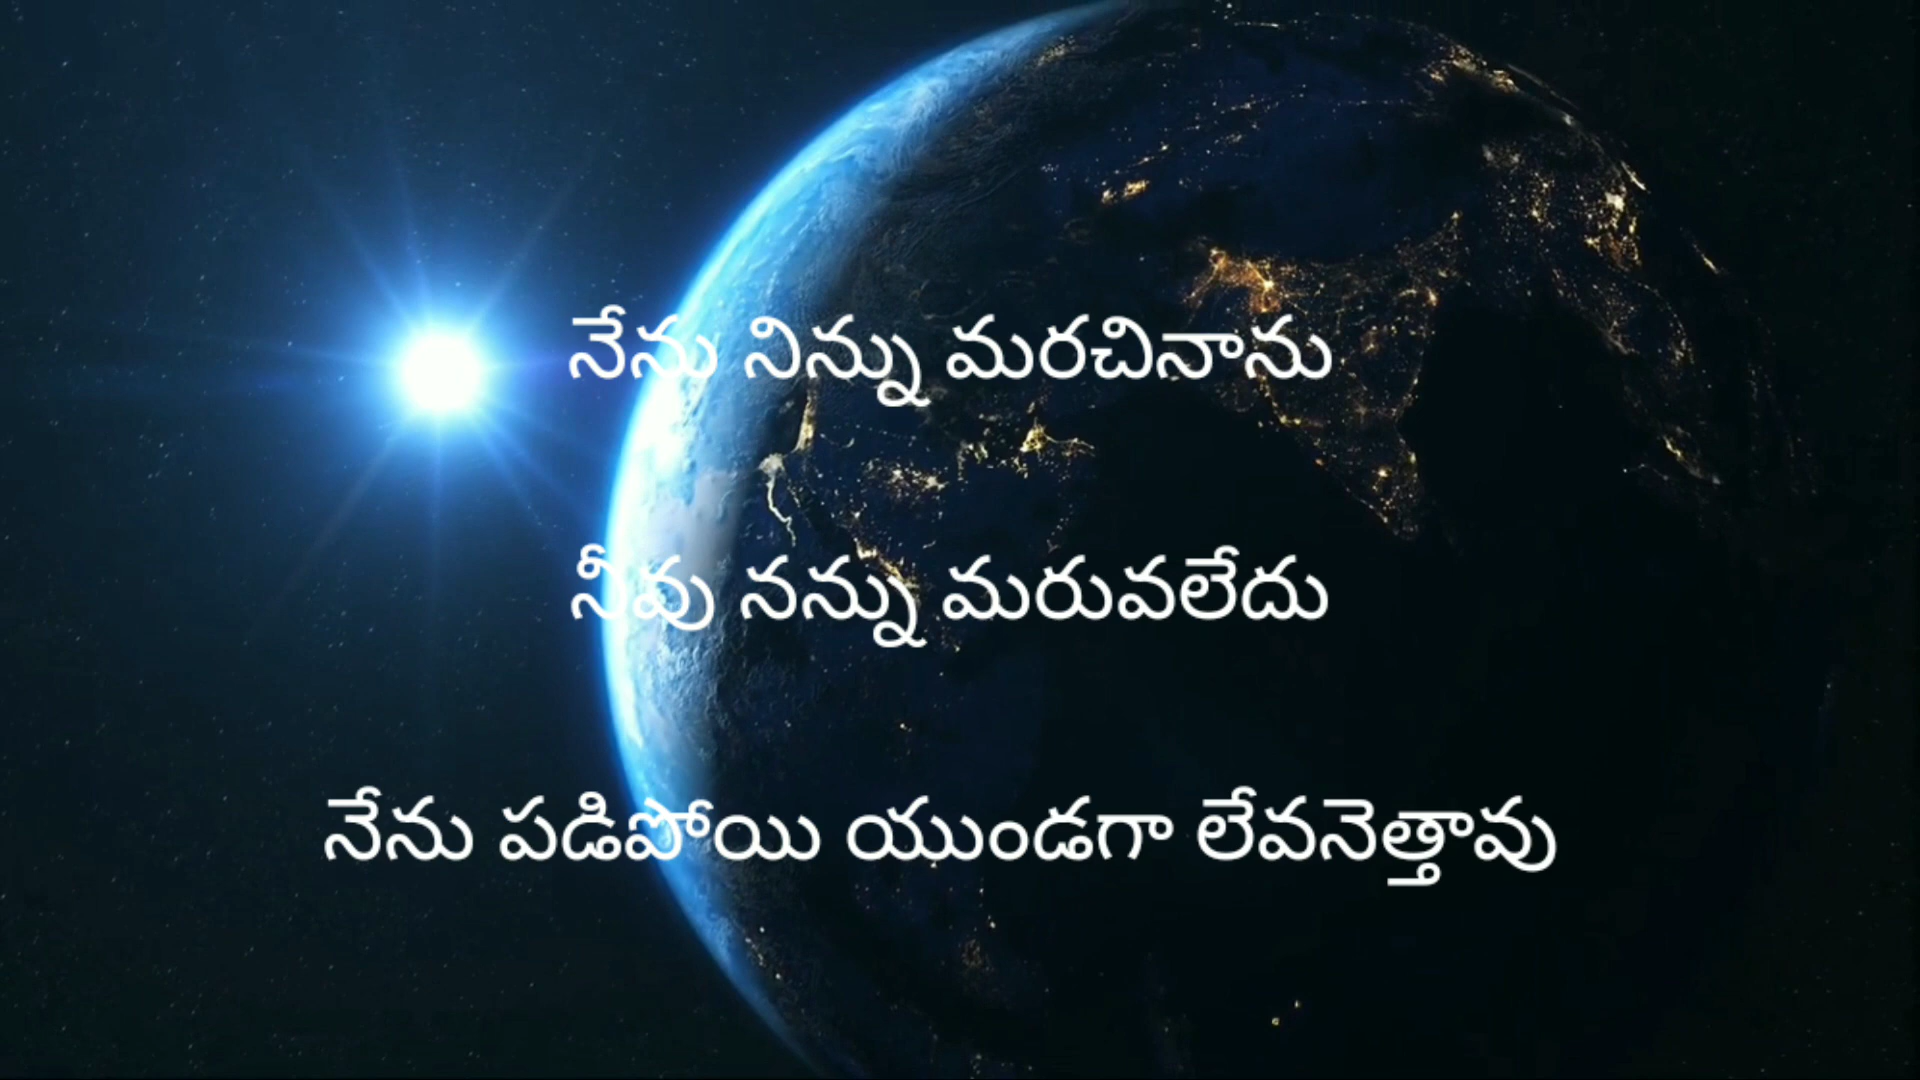 నేను నిన్ను మరచినాను
నీవు నన్ను మరువలేదు
నేను పడిపోయి యుండగా లేవనెత్తావు